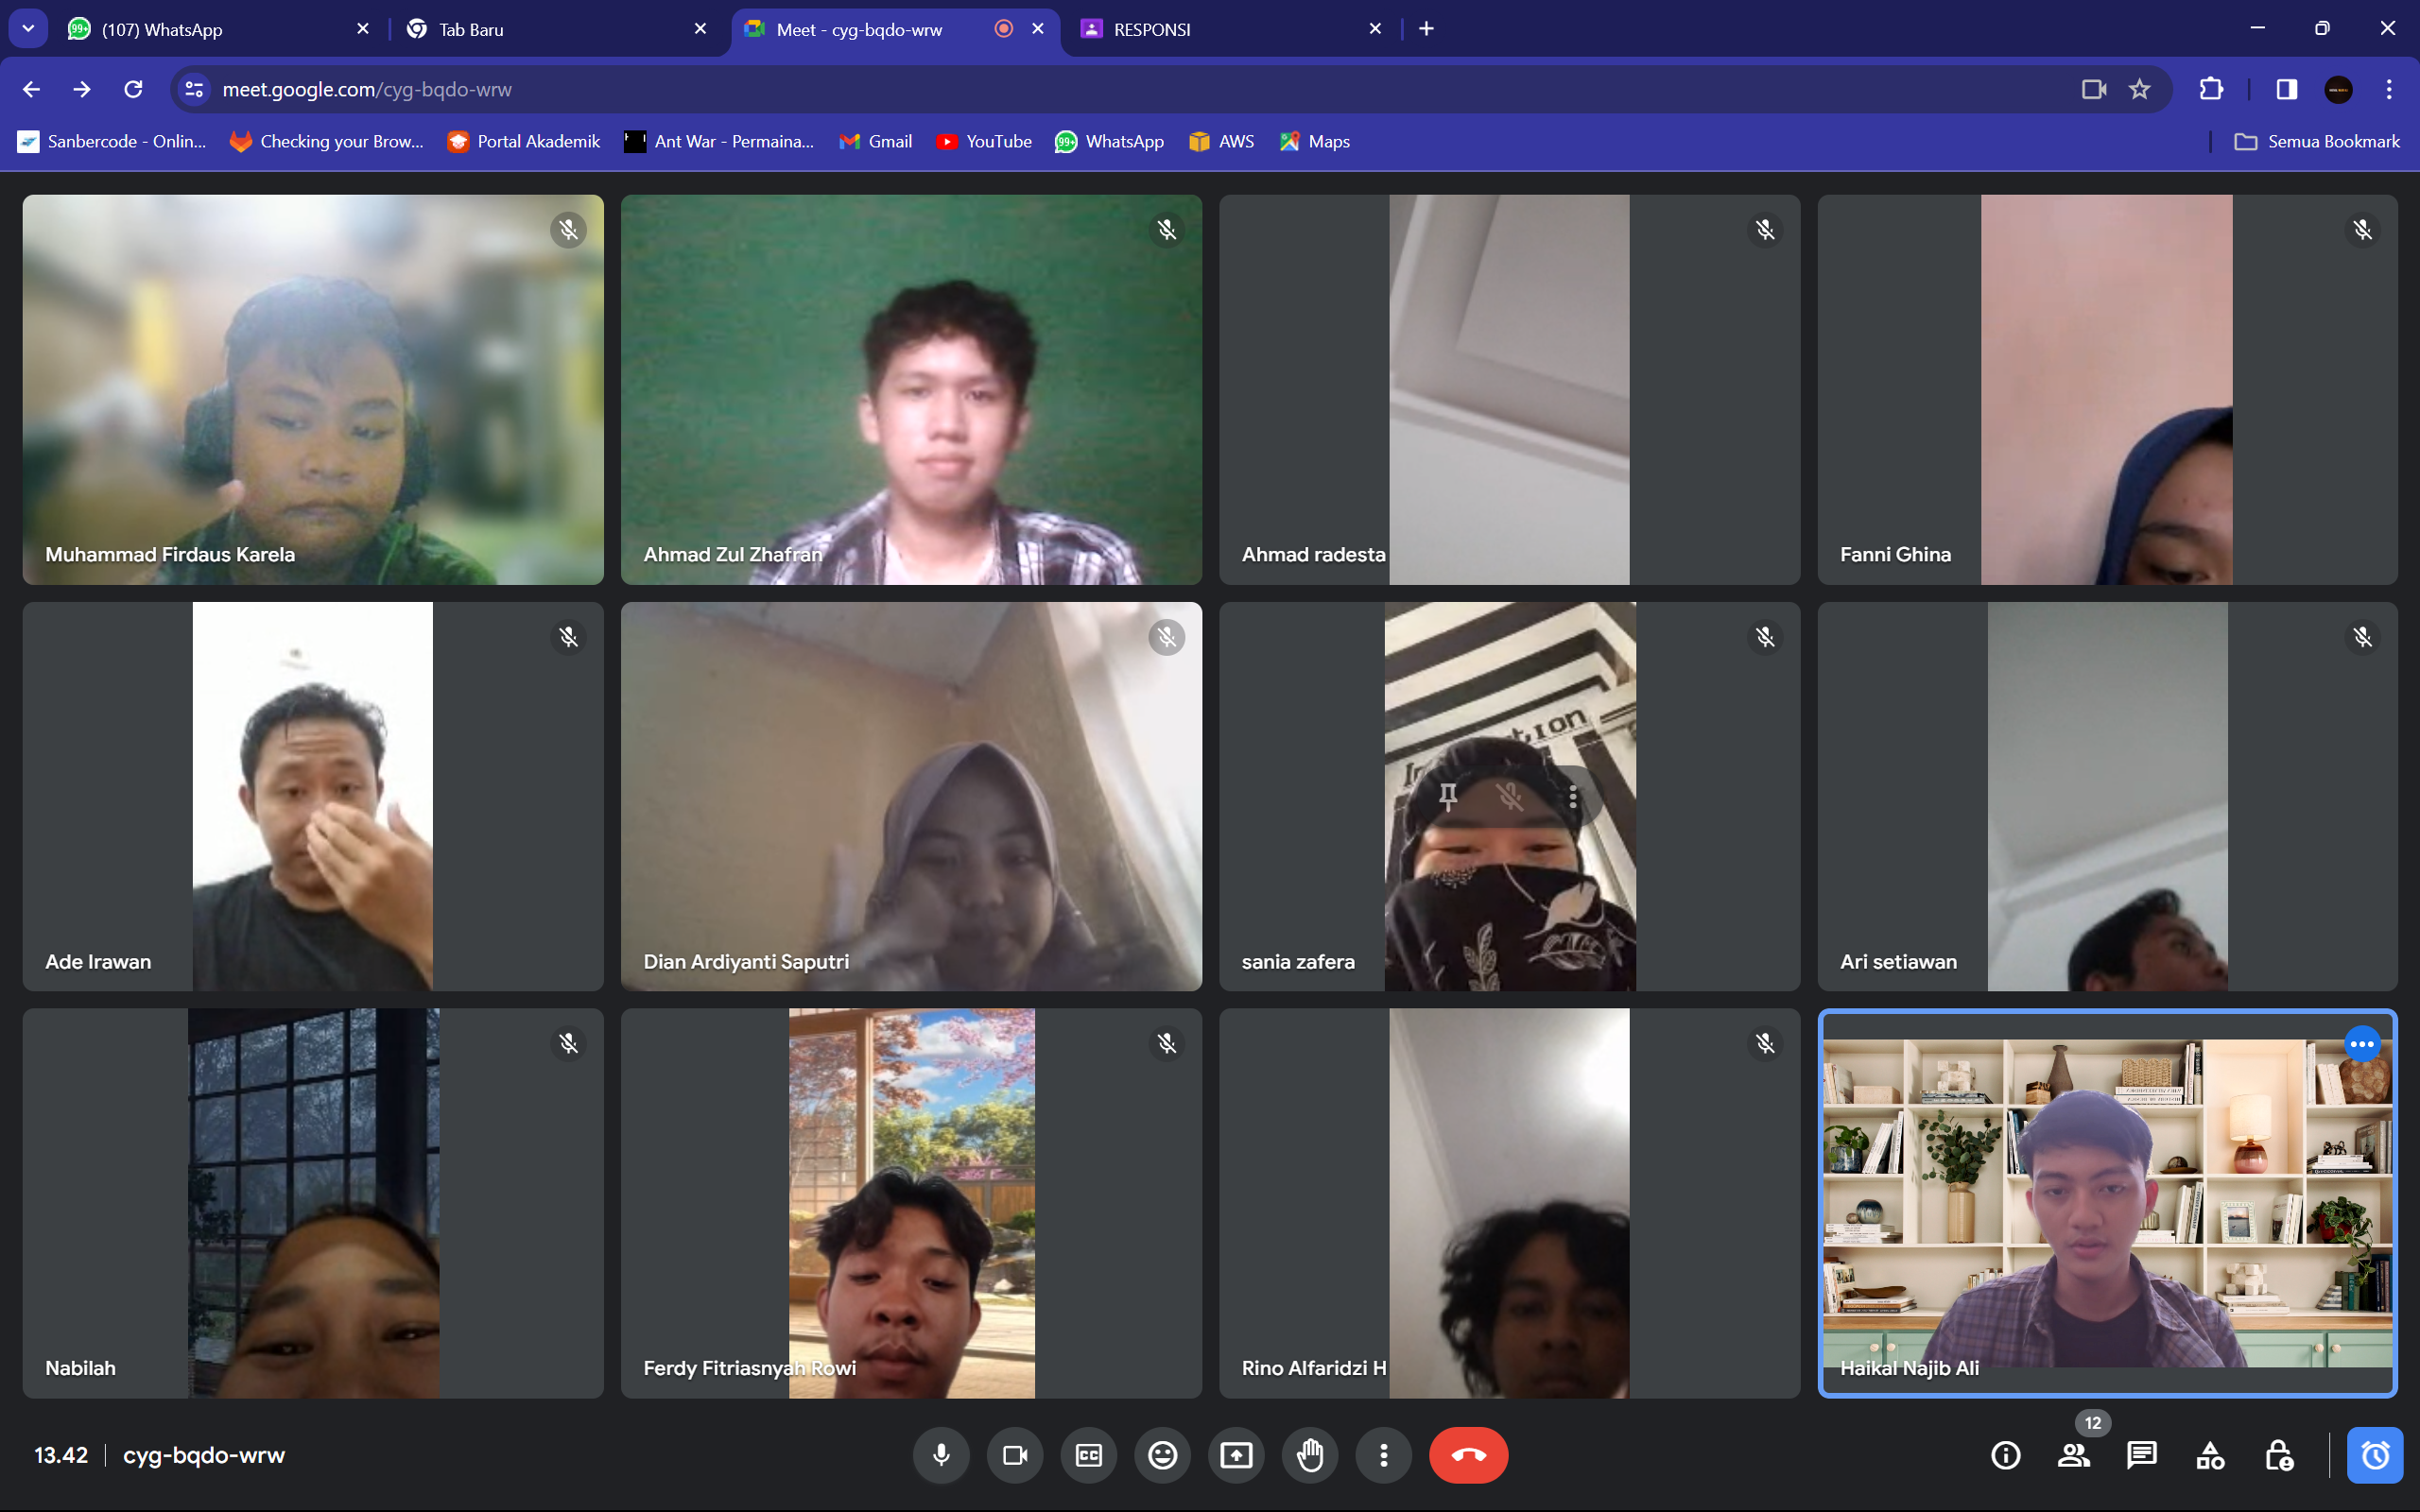 (107) WhatsApp
Tab Baru
Meet - cyg-bqdo-wrw
RESPONSI
meet.google.com/cyg-bqdo-wrw
Sanbercode - Onlin...
Checking your Brow...
Portal Akademik
Ant War - Permaina...
Gmail
YouTube
99+
WhatsApp
AWS
Maps
Semua Bookmark
Muhammad Firdaus Karela
Ahmad Zul Zhafran
Ahmad radesta
Fanni Ghina
Ade Irawan
Dian Ardiyanti Saputri
sania zafera
Ari setiawan
Nabilah
Ferdy Fitriasnyah Rowi
Rino Alfaridzi H
Haikal Najib Ali
13.42
cyg-bqdo-wrw
CC
12